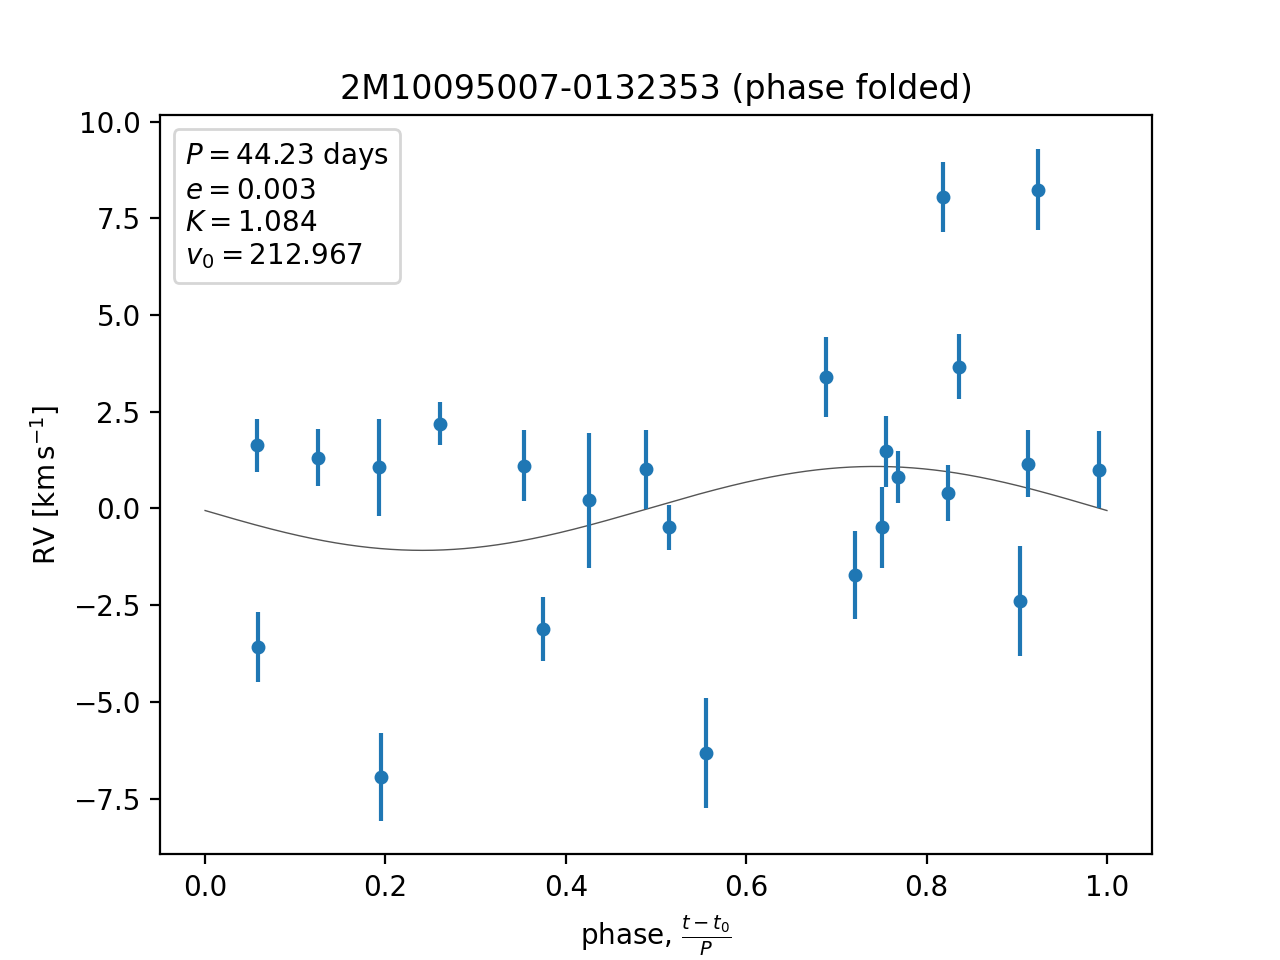 2M10095007-0132353 (phase folded)
P = 44.23 days
e = 0.003
K = 1.084
v₀ = 212.967
10.0
7.5
5.0
2.5
0.0
−2.5
−5.0
−7.5
RV [km s⁻¹]
0.0 0.2 0.4 0.6 0.8 1.0
phase, (t − t₀)/P